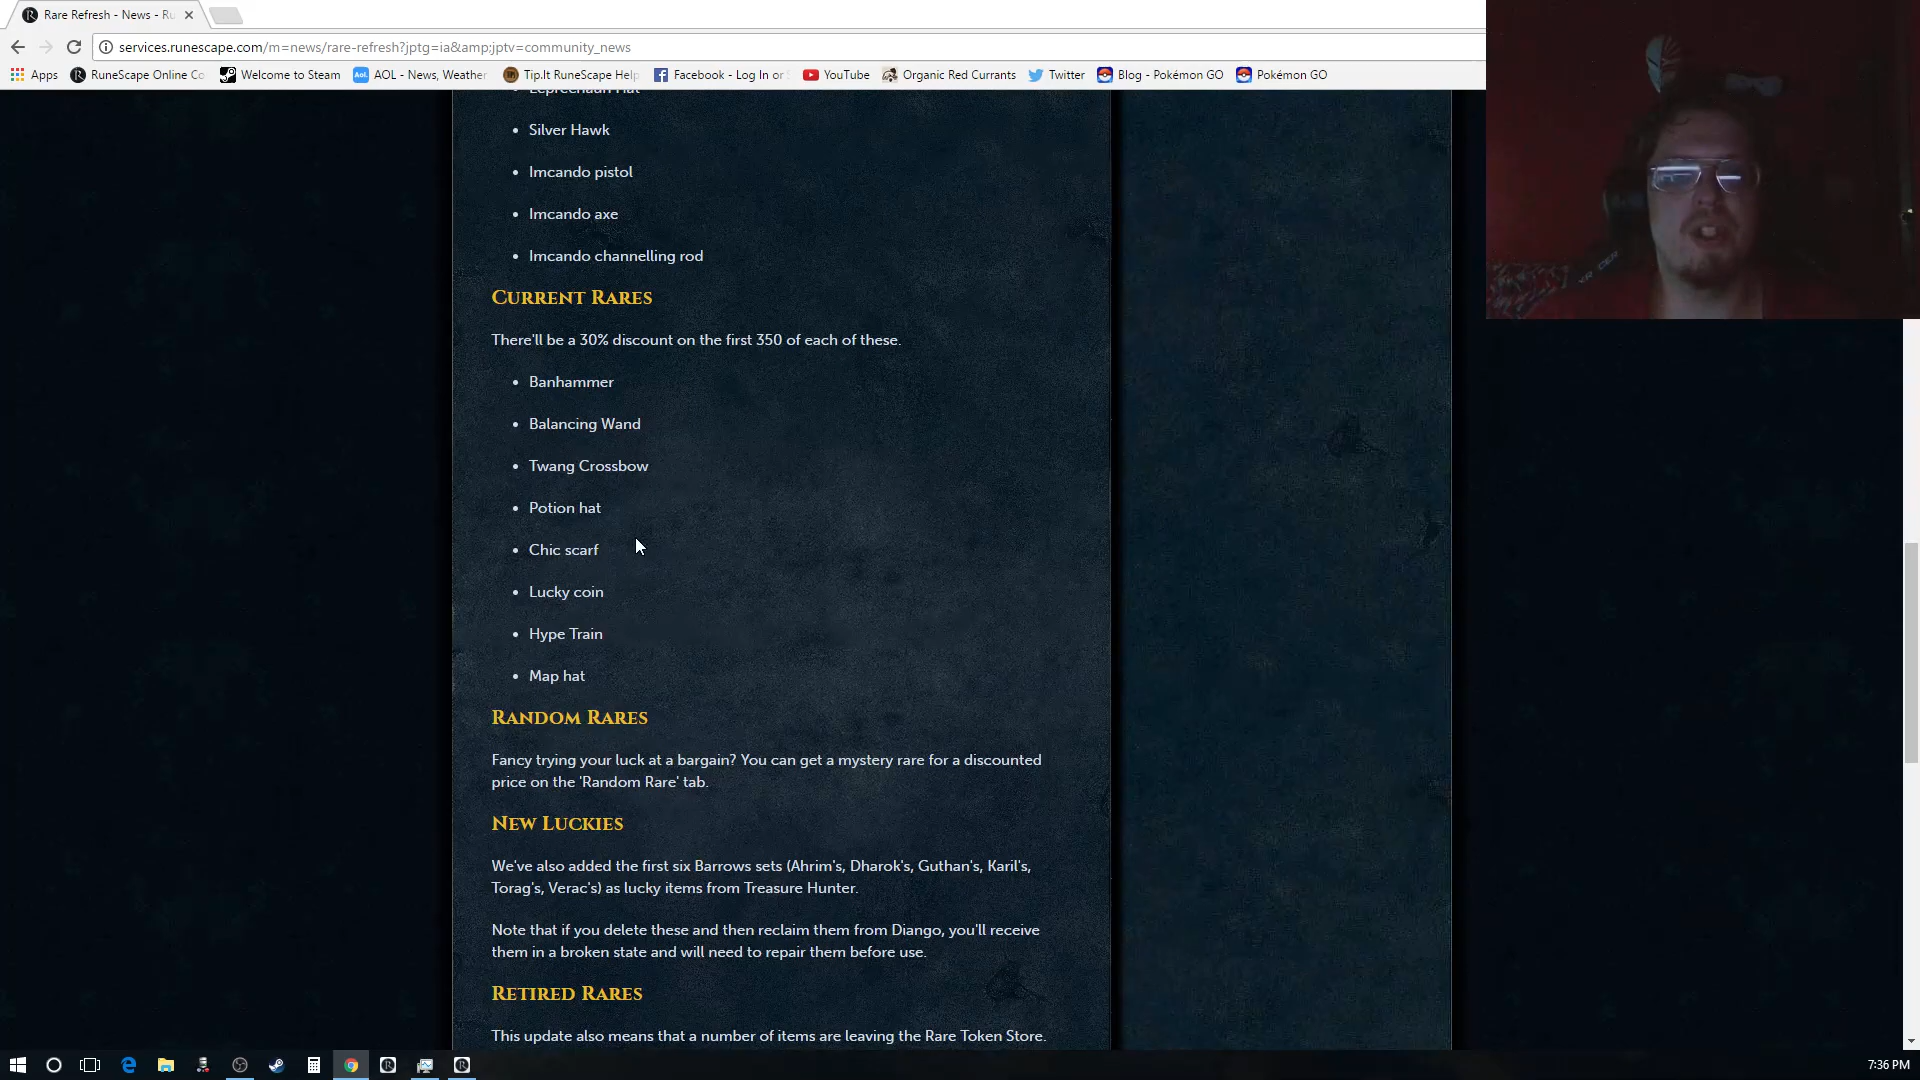 Rare Refresh - News - Ru
services.runescape.com/m=news/rare-refresh?jptg=ia&amp;jptv=community_news
Apps
RuneScape Online Co
Welcome to Steam
AOL - News, Weather
Tip.It RuneScape Help
Facebook - Log In or
YouTube
Organic Red Currants
Twitter
Blog - Pokémon GO
Pokémon GO
Leprechaun Hat
• Silver Hawk
• Imcando pistol
• Imcando axe
• Imcando channelling rod
Current Rares
There'll be a 30% discount on the first 350 of each of these.
• Banhammer
• Balancing Wand
• Twang Crossbow
• Potion hat
• Chic scarf
• Lucky coin
• Hype Train
• Map hat
Random Rares
Fancy trying your luck at a bargain? You can get a mystery rare for a discounted
price on the 'Random Rare' tab.
New Luckies
We've also added the first six Barrows sets (Ahrim's, Dharok's, Guthan's, Karil's,
Torag's, Verac's) as lucky items from Treasure Hunter.
Note that if you delete these and then reclaim them from Diango, you'll receive
them in a broken state and will need to repair them before use.
Retired Rares
This update also means that a number of items are leaving the Rare Token Store.
7:36 PM